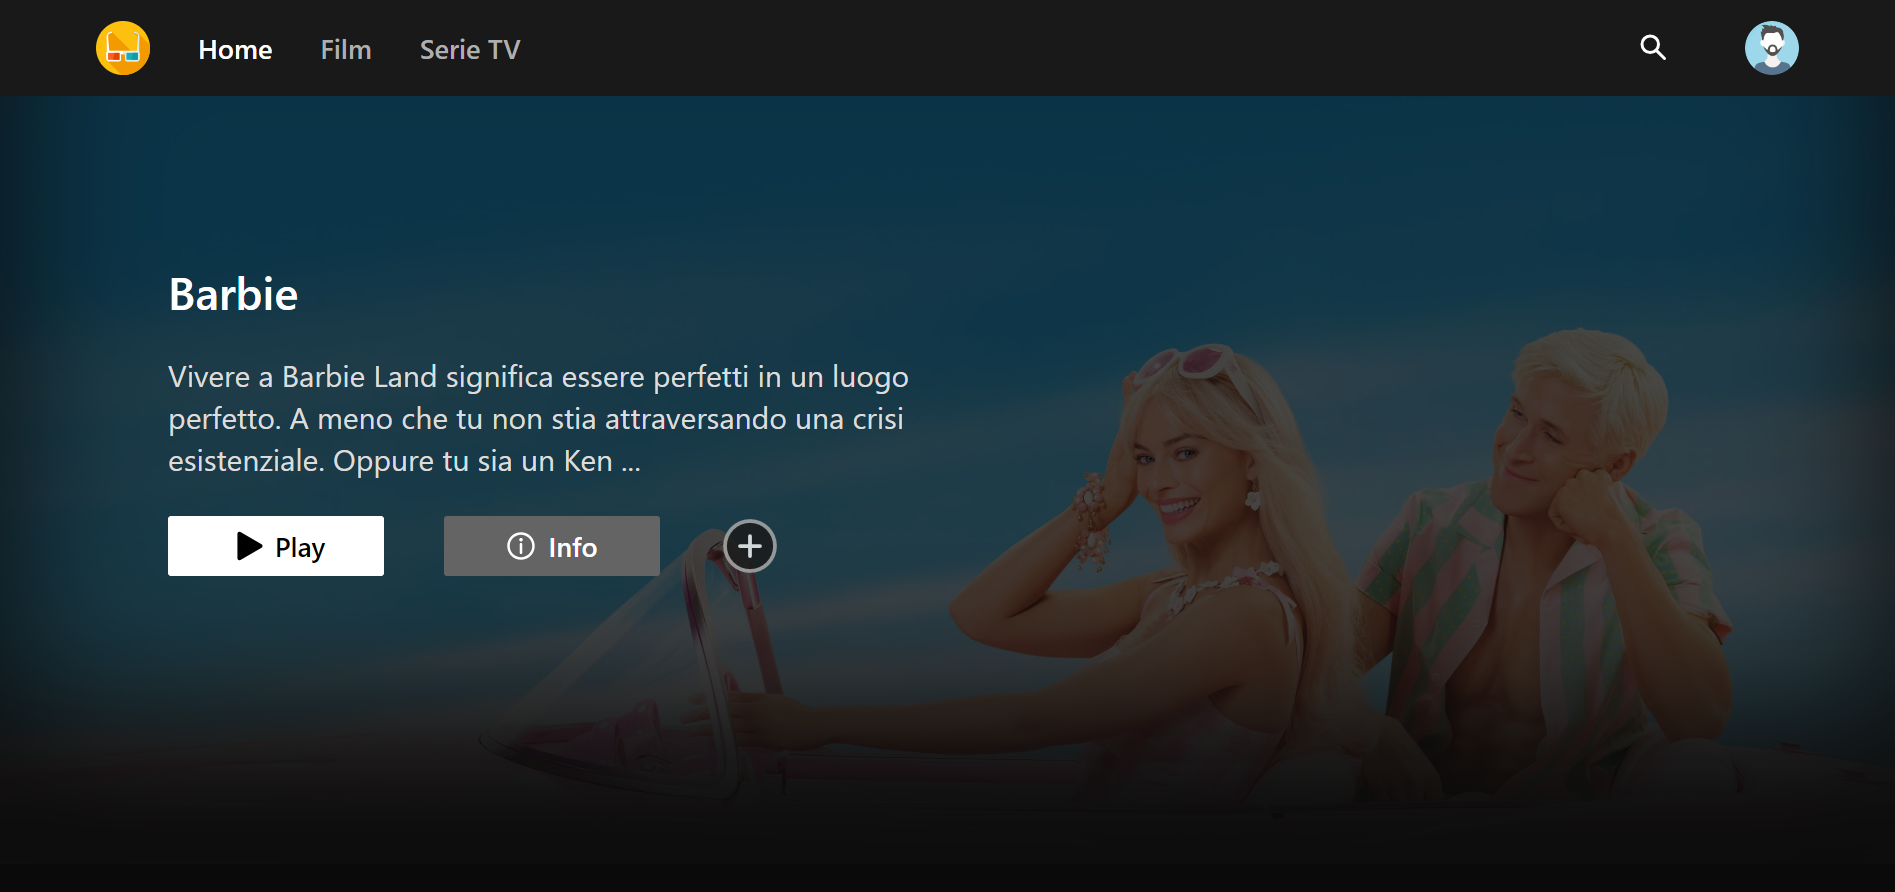 Home Film Serie TV
Barbie
Vivere a Barbie Land significa essere perfetti in un luogo
perfetto. A meno che tu non stia attraversando una crisi
esistenziale. Oppure tu sia un Ken ...
Play Info